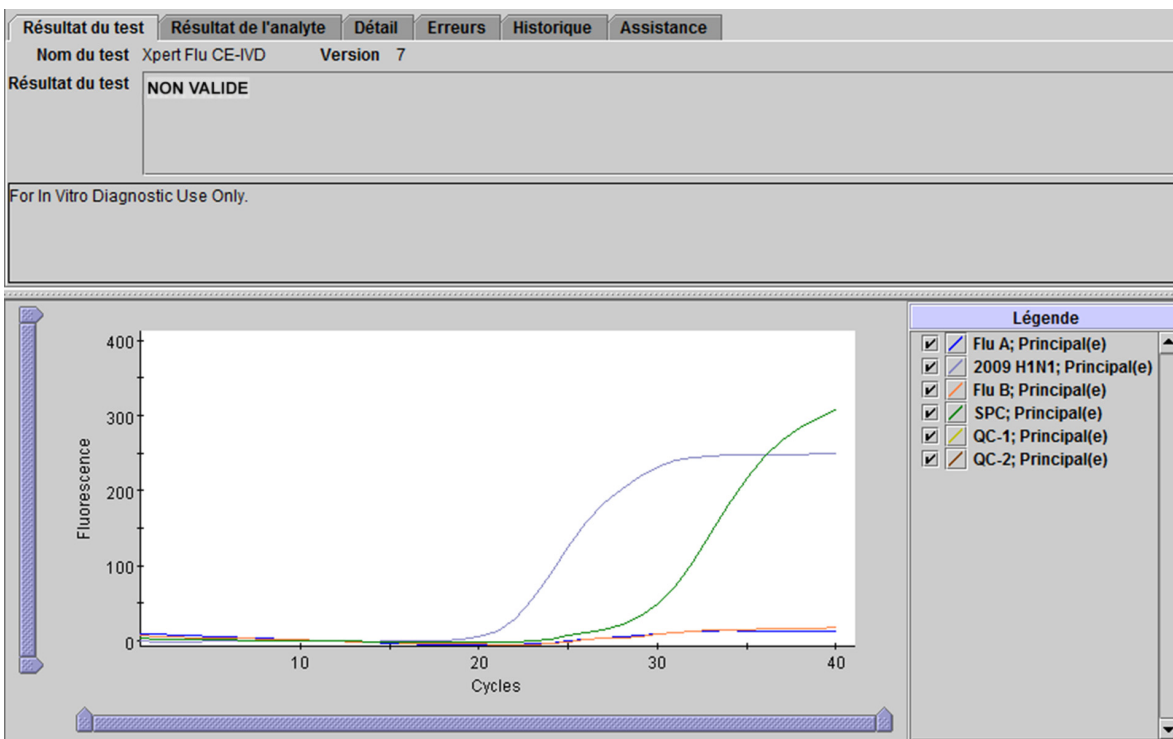 Résultat du test Résultat de l'analyte Détail Erreurs Historique Assistance
Nom du test Xpert Flu CE-IVD Version 7
Résultat du test NON VALIDE
For In Vitro Diagnostic Use Only.
Légende
Flu A; Principal(e)
2009 H1N1; Principal(e)
Flu B; Principal(e)
SPC; Principal(e)
QC-1; Principal(e)
QC-2; Principal(e)
400
300
200
100
0
Fluorescence
10 20 30 40
Cycles